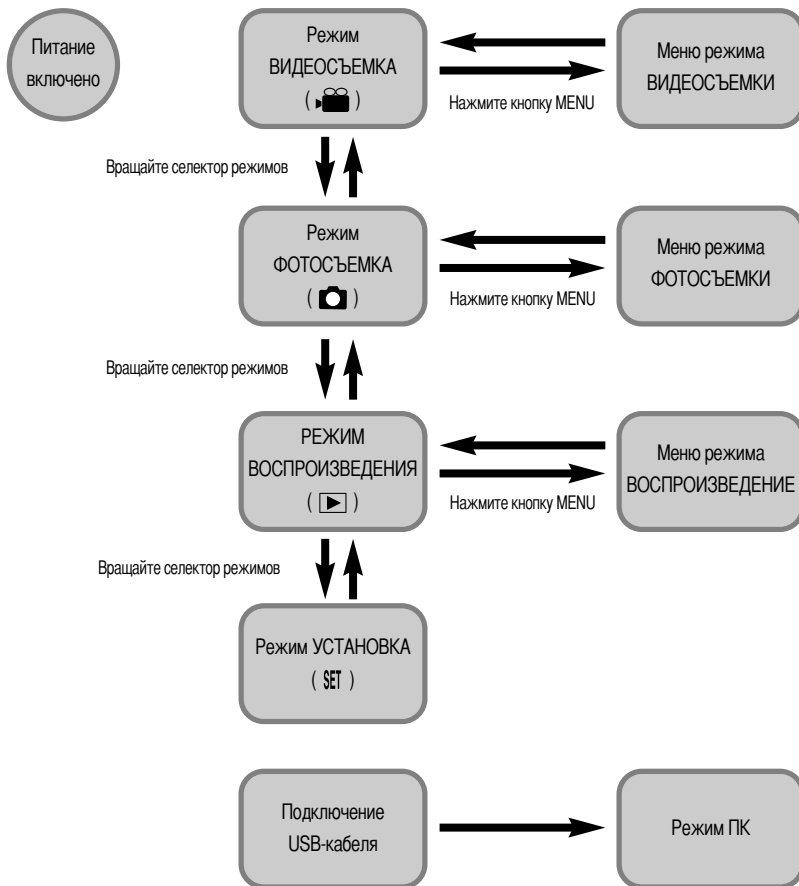 Питание
включено
Режим
ВИДЕОСЪЕМКА
( )
Нажмите кнопку MENU
Меню режима
ВИДЕОСЪЕМКИ
Вращайте селектор режимов
Режим
ФОТОСЪЕМКА
( )
Нажмите кнопку MENU
Меню режима
ФОТОСЪЕМКИ
Вращайте селектор режимов
РЕЖИМ
ВОСПРОИЗВЕДЕНИЯ
( )
Нажмите кнопку MENU
Меню режима
ВОСПРОИЗВЕДЕНИЕ
Вращайте селектор режимов
Режим УСТАНОВКА
( SET )
Подключение
USB-кабеля
Режим ПК